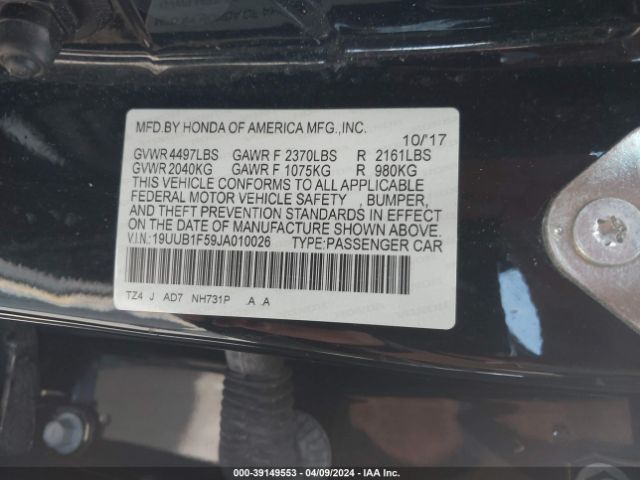 MFD.BY HONDA OF AMERICA MFG.,INC.
10/'17
GVWR 4497LBS GAWR F 2370LBS R 2161LBS
GVWR 2040KG GAWR F 1075KG R 980KG
THIS VEHICLE CONFORMS TO ALL APPLICABLE
FEDERAL MOTOR VEHICLE SAFETY , BUMPER,
AND THEFT PREVENTION STANDARDS IN EFFECT
ON THE DATE OF MANUFACTURE SHOWN ABOVE.
V.I.N.:19UUB1F59JA010026 TYPE:PASSENGER CAR
TZ4 J AD7 NH731P .A A
000-39149553 - 04/09/2024 - IAA Inc.